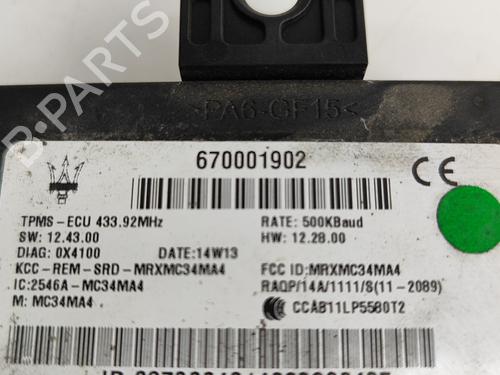 >PA6-GF15<
670001902
CE
TPMS-ECU 433.92MHz
RATE: 500KBaud
SW: 12.43.00
HW: 12.28.00
DIAG: 0X4100
DATE:14W13
KCC-REM-SRD-MRXMC34MA4
FCC ID:MRXMC34MA4
IC:2546A-MC34MA4
RAQP/14A/1111/S(11-2089)
M: MC34MA4
CCAB11LP5580T2
B-PARTS